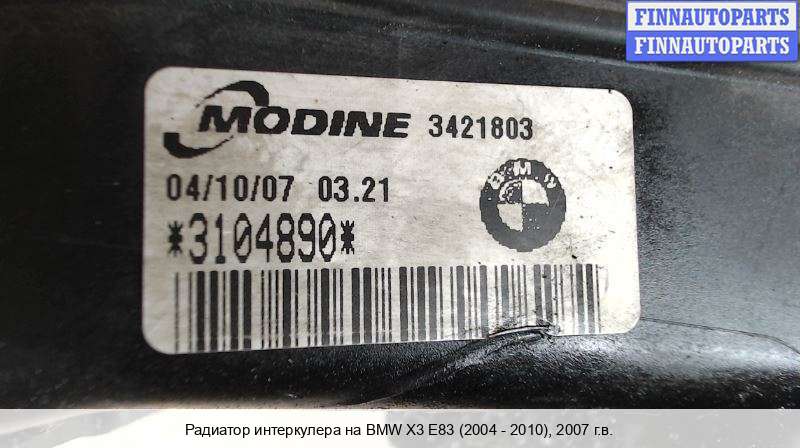 FINNAUTOPARTS
FINNAUTOPARTS
MODINE 3421803
04/10/07 03.21
BMW
*3104890*
Радиатор интеркулера на BMW X3 E83 (2004 - 2010), 2007 г.в.